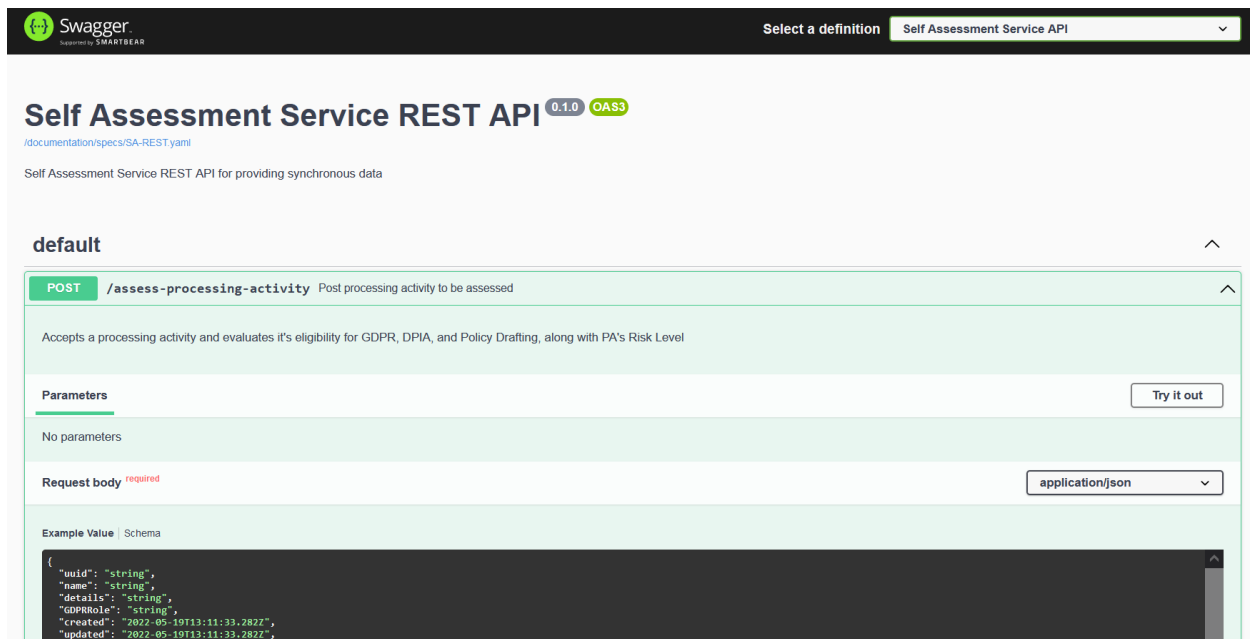 {··} Swagger.
Supported by SMARTBEAR
Select a definition
Self Assessment Service API
Self Assessment Service REST API 0.1.0 OAS3
/documentation/specs/SA-REST.yaml
Self Assessment Service REST API for providing synchronous data
default
POST /assess-processing-activity Post processing activity to be assessed
Accepts a processing activity and evaluates it's eligibility for GDPR, DPIA, and Policy Drafting, along with PA's Risk Level
Parameters
Try it out
No parameters
Request body required
application/json
Example Value Schema
{
"uuid": "string",
"name": "string",
"details": "string",
"GDPRRole": "string",
"created": "2022-05-19T13:11:33.282Z",
"updated": "2022-05-19T13:11:33.282Z",